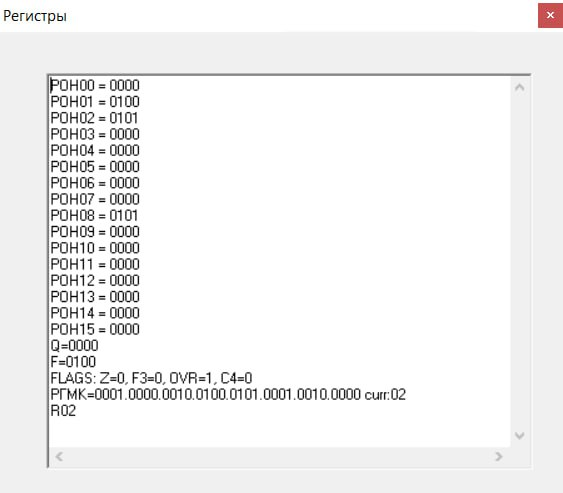 Регистры
РОН00 = 0000
РОН01 = 0100
РОН02 = 0101
РОН03 = 0000
РОН04 = 0000
РОН05 = 0000
РОН06 = 0000
РОН07 = 0000
РОН08 = 0101
РОН09 = 0000
РОН10 = 0000
РОН11 = 0000
РОН12 = 0000
РОН13 = 0000
РОН14 = 0000
РОН15 = 0000
Q=0000
F=0100
FLAGS: Z=0, F3=0, OVR=1, C4=0
РГМК=0001.0000.0010.0100.0101.0001.0010.0000 curr:02
R02